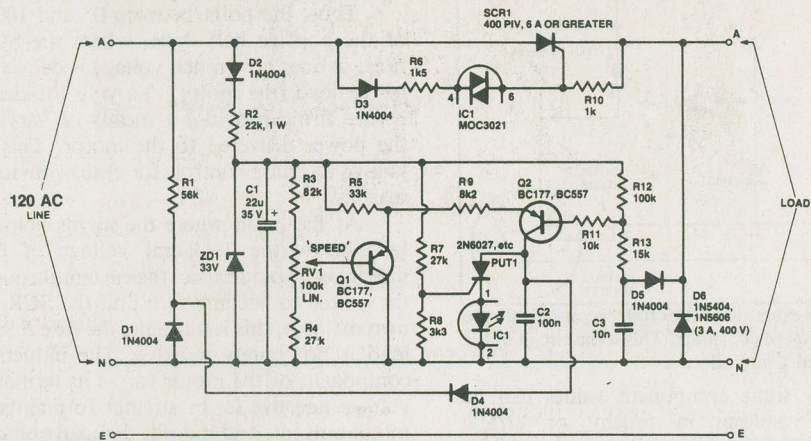 SCR1
400 PIV, 6 A OR GREATER
A
A
D2
1N4004
R6
1k5
D3
1N4004
4
6
IC1
MOC3021
R10
1k
R2
22k, 1 W
120 AC
LINE
LOAD
R1
56k
C1
22u
35 V
+
R3
82k
R5
33k
R9
8k2
Q2
BC177, BC557
R12
100k
'SPEED'
R11
10k
ZD1
33V
RV1
100k
LIN.
Q1
BC177,
BC557
R7
27k
2N6027, etc
PUT1
R13
15k
D5
1N4004
D6
1N5404,
1N5606
(3 A, 400 V)
D1
1N4004
R4
27k
R8
3k3
1
IC1
2
C2
100n
C3
10n
N
N
D4
1N4004
E
E